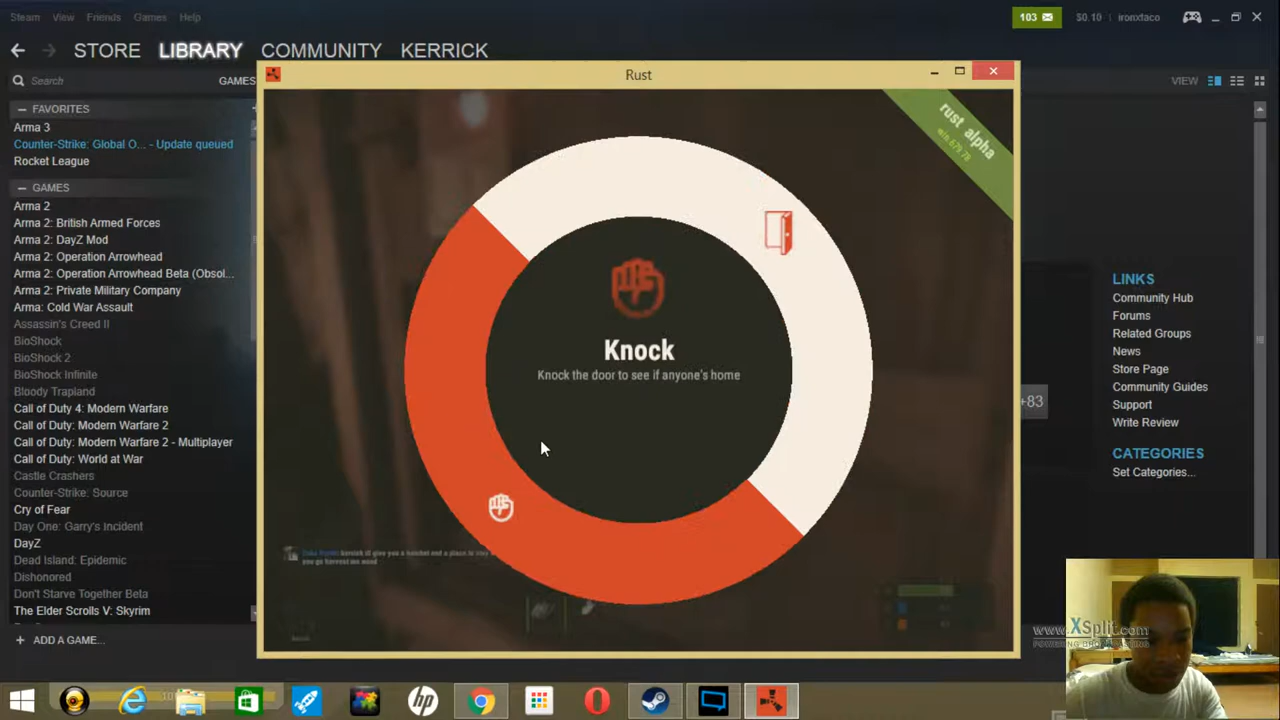 Steam View Friends Games Help
103 $0.10 ironxtaco
STORE LIBRARY COMMUNITY KERRICK
Search GAMES
VIEW
FAVORITES
Arma 3
Counter-Strike: Global O... - Update queued
Rocket League
GAMES
Arma 2
Arma 2: British Armed Forces
Arma 2: DayZ Mod
Arma 2: Operation Arrowhead
Arma 2: Operation Arrowhead Beta (Obsol...
Arma 2: Private Military Company
Arma: Cold War Assault
Assassin's Creed II
BioShock
BioShock 2
BioShock Infinite
Bloody Trapland
Call of Duty 4: Modern Warfare
Call of Duty: Modern Warfare 2
Call of Duty: Modern Warfare 2 - Multiplayer
Call of Duty: World at War
Castle Crashers
Counter-Strike: Source
Cry of Fear
Day One: Garry's Incident
DayZ
Dead Island: Epidemic
Dishonored
Don't Starve Together Beta
The Elder Scrolls V: Skyrim
ADD A GAME...
Rust
rust alpha
Knock
Knock the door to see if anyone's home
+83
LINKS
Community Hub
Forums
Related Groups
News
Store Page
Community Guides
Support
Write Review
CATEGORIES
Set Categories...
www.XSplit.com
hp